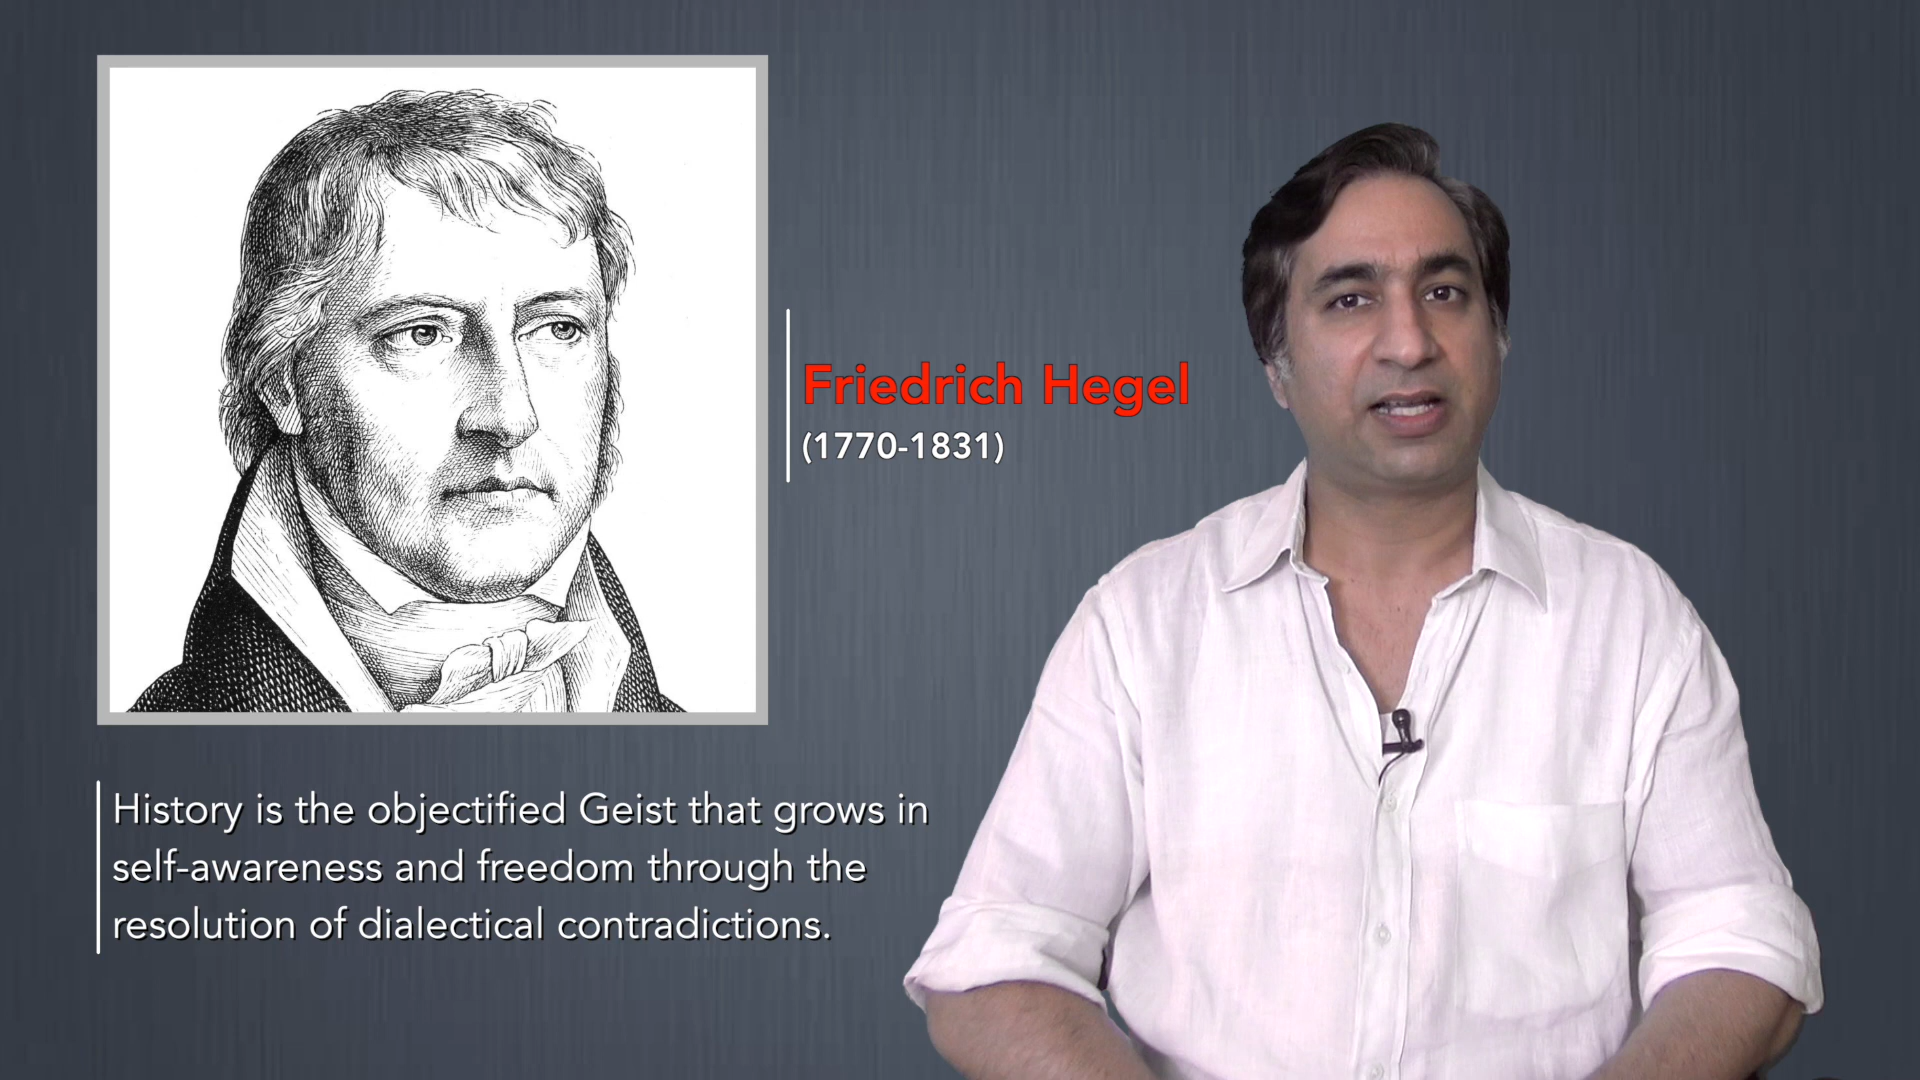 Friedrich Hegel
(1770-1831)
History is the objectified Geist that grows in
self-awareness and freedom through the
resolution of dialectical contradictions.